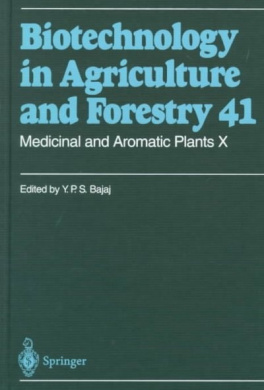 Biotechnology
in Agriculture
and Forestry 41
Medicinal and Aromatic Plants X
Edited by Y. P. S. Bajaj
Springer